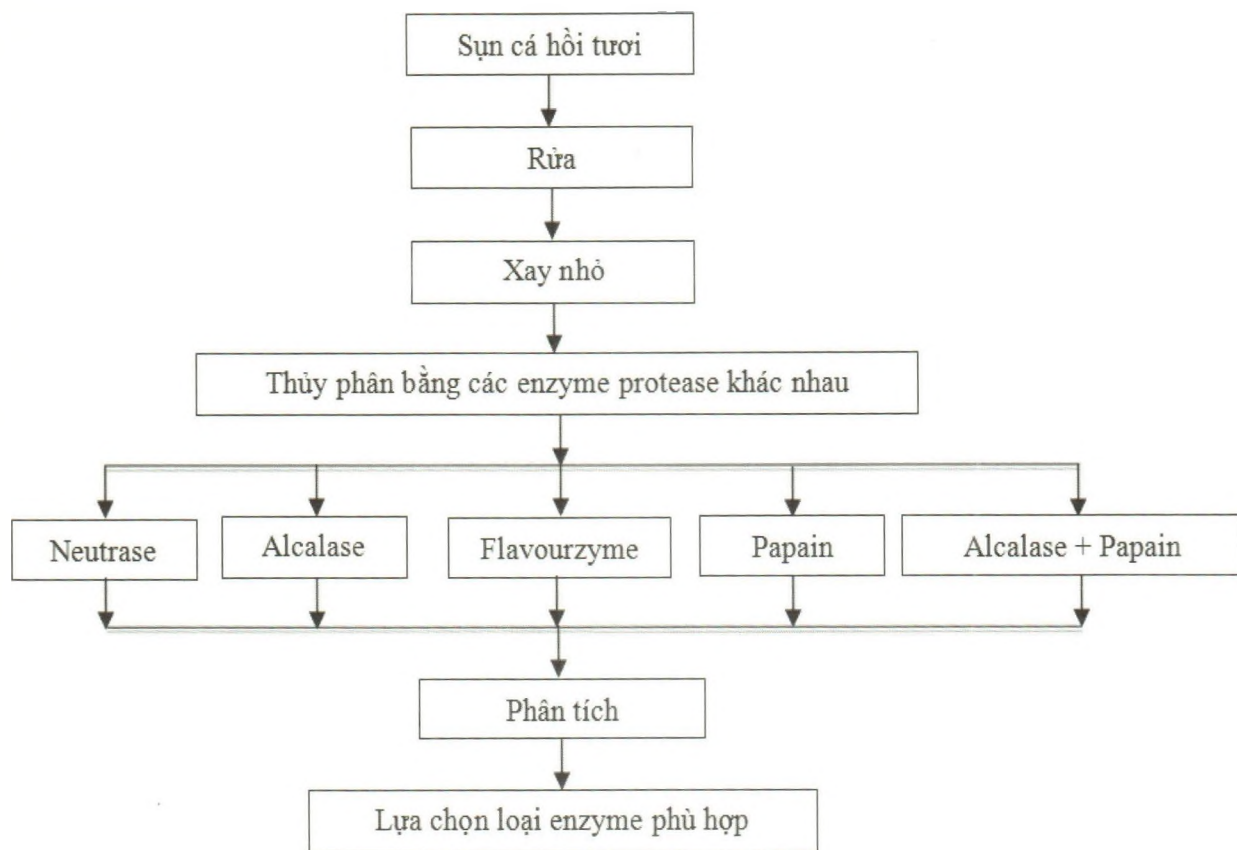 Sụn cá hồi tươi
Rửa
Xay nhỏ
Thủy phân bằng các enzyme protease khác nhau
Neutrase
Alcalase
Flavourzyme
Papain
Alcalase + Papain
Phân tích
Lựa chọn loại enzyme phù hợp